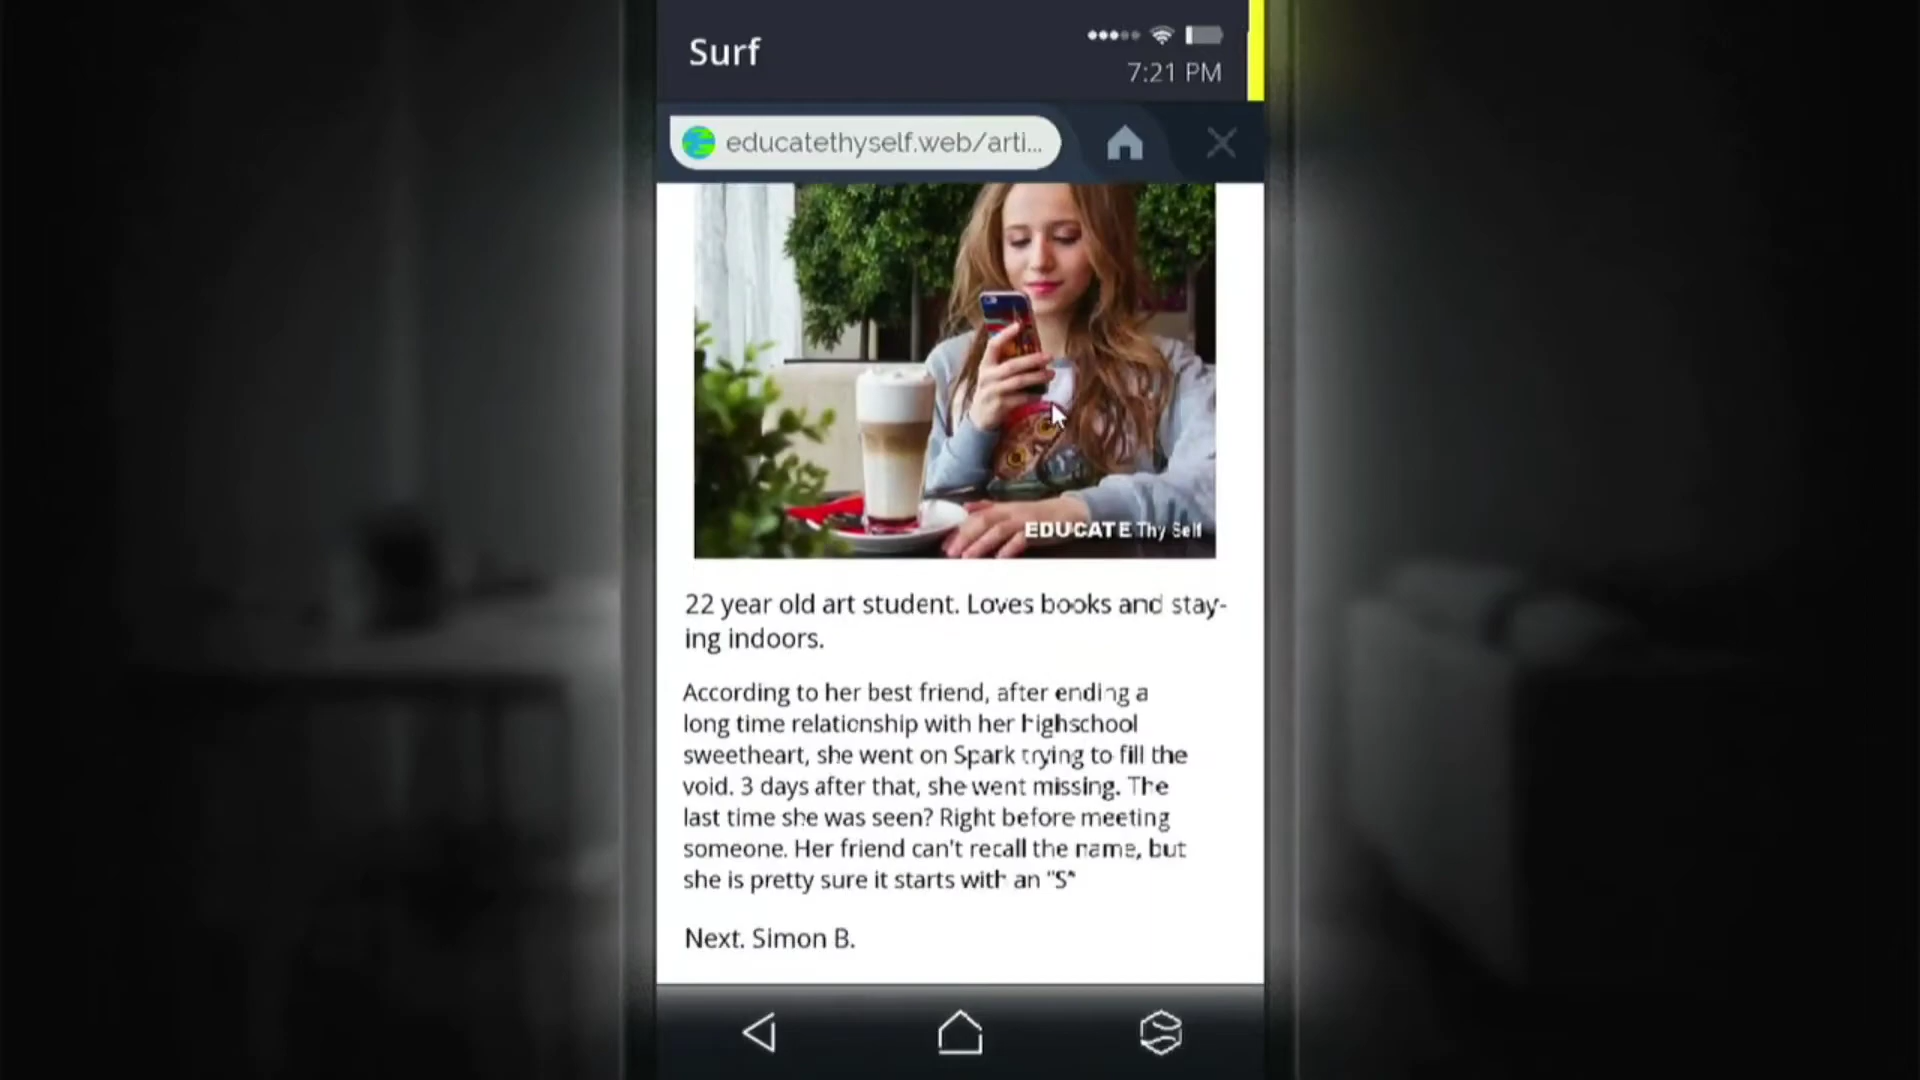 Surf
7:21 PM
educatethyself.web/arti...
EDUCATE Thy Self
22 year old art student. Loves books and stay-
ing indoors.
According to her best friend, after ending a
long time relationship with her highschool
sweetheart, she went on Spark trying to fill the
void. 3 days after that, she went missing. The
last time she was seen? Right before meeting
someone. Her friend can't recall the name, but
she is pretty sure it starts with an "S"
Next. Simon B.